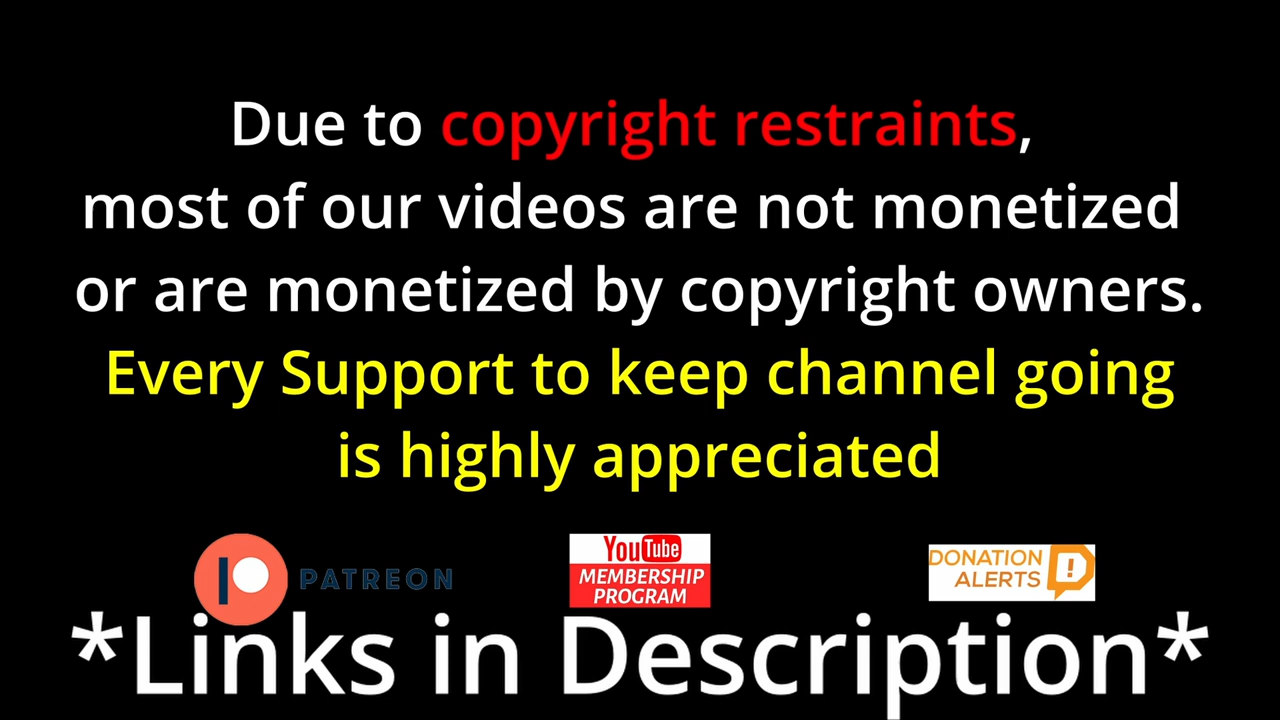 Due to copyright restraints,
most of our videos are not monetized
or are monetized by copyright owners.
Every Support to keep channel going
is highly appreciated
PATREON
YouTube
MEMBERSHIP
PROGRAM
DONATION
ALERTS
*Links in Description*